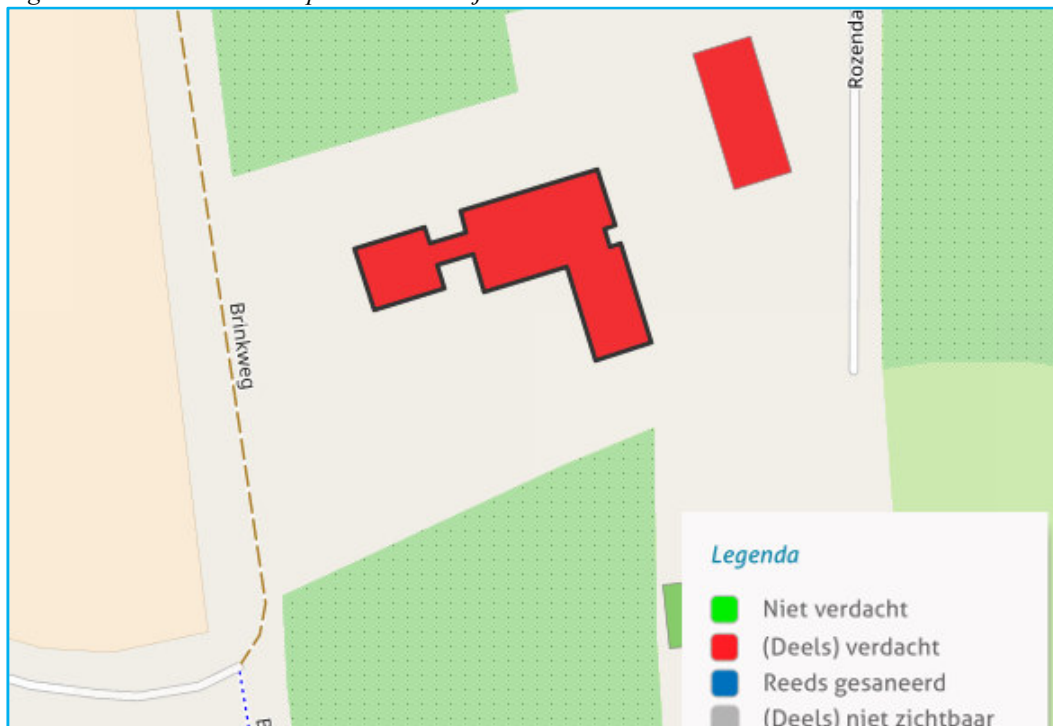 Rozenda
Brinkweg
Legenda
Niet verdacht
(Deels) verdacht
Reeds gesaneerd
(Deels) niet zichtbaar